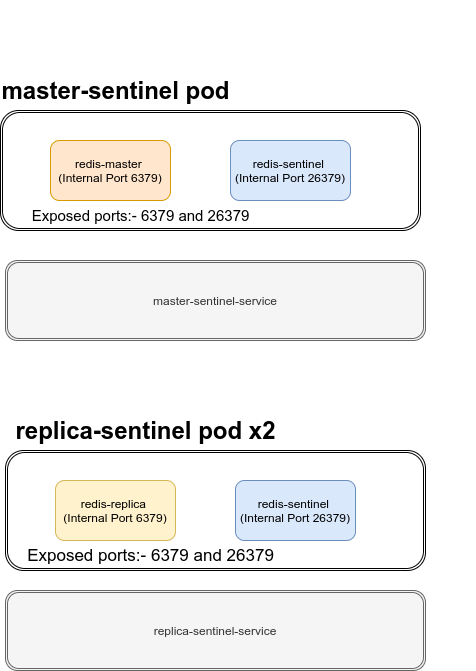 master-sentinel pod
redis-master
(Internal Port 6379)
redis-sentinel
(Internal Port 26379)
Exposed ports:- 6379 and 26379
master-sentinel-service
replica-sentinel pod x2
redis-replica
(Internal Port 6379)
redis-sentinel
(Internal Port 26379)
Exposed ports:- 6379 and 26379
replica-sentinel-service